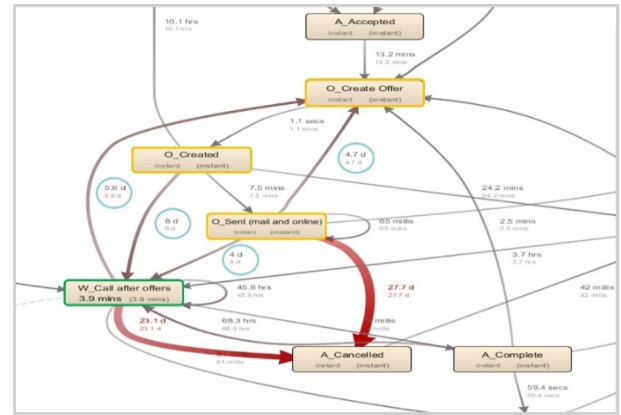 10.1 hrs
10.1 hrs
A_Accepted
instant (instant)
13.2 mins
13.2 mins
O_Create Offer
instant (instant)
1.1 secs
1.1 secs
O_Created
instant (instant)
4.7 d
4.7 d
5.6 d
5.6 d
7.5 mins
7.5 mins
24.2 mins
24.2 mins
6 d
6 d
O_Sent (mail and online)
instant (instant)
65 millis
65 millis
2.5 mins
2.5 mins
4 d
4 d
3.7 hrs
3.7 hrs
W_Call after offers
3.9 mins (3.9 mins)
45.8 hrs
45.8 hrs
27.7 d
27.7 d
42 millis
42 millis
23.1 d
23.1 d
68.3 hrs
68.3 hrs
millis
A_Cancelled
instant (instant)
A_Complete
instant (instant)
61 millis
59.4 secs
59.4 secs